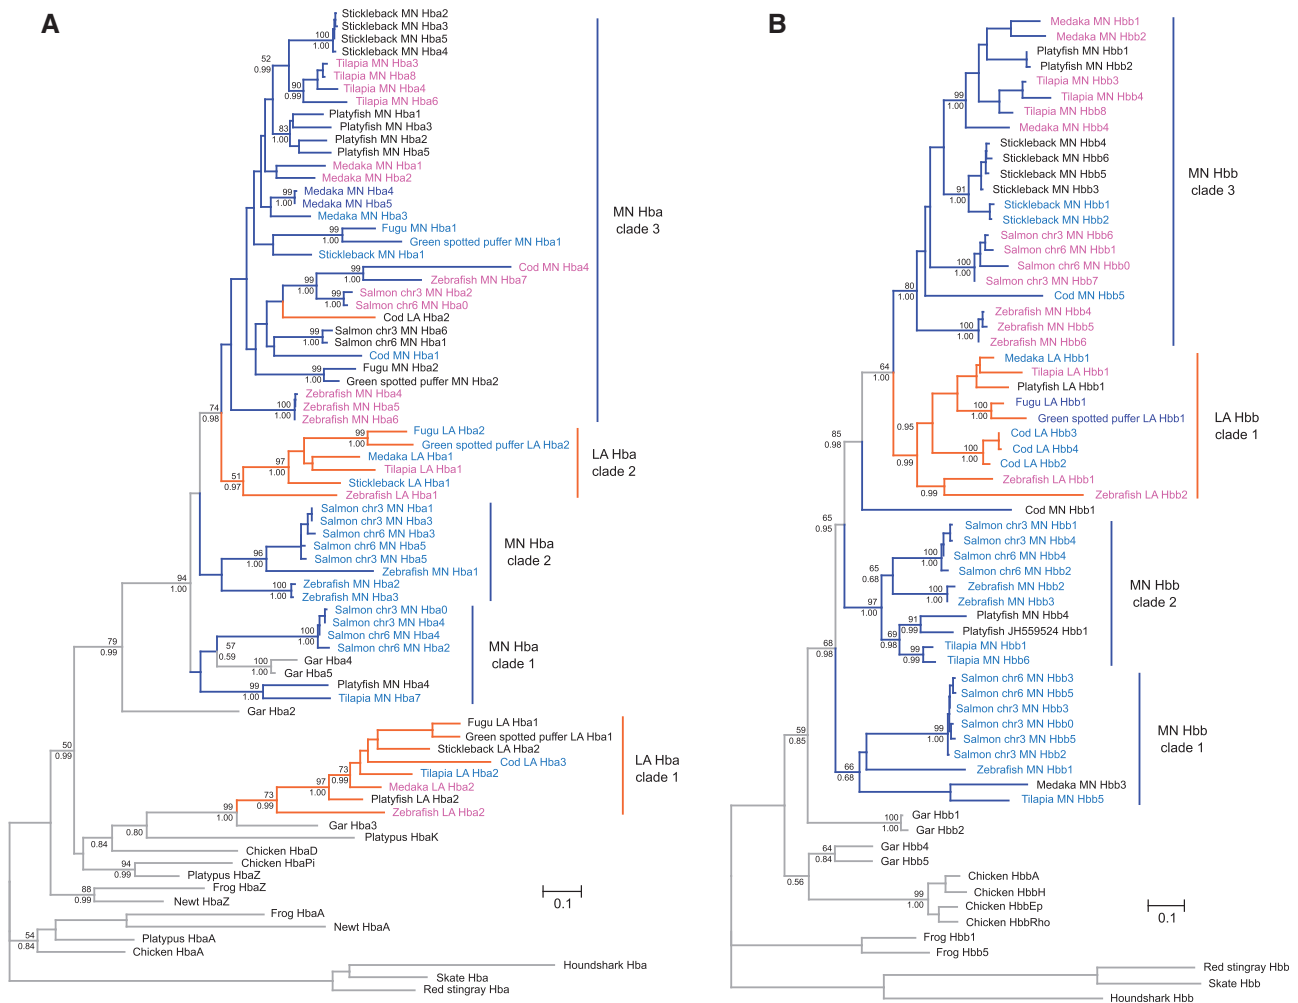 A
Stickleback MN Hba2
Stickleback MN Hba3
100
Stickleback MN Hba5
1.00
Stickleback MN Hba4
52
0.99
Tilapia MN Hba3
Tilapia MN Hba8
90
0.99
Tilapia MN Hba4
Tilapia MN Hba6
Platyfish MN Hba1
83
1.00
Platyfish MN Hba3
Platyfish MN Hba2
Platyfish MN Hba5
Medaka MN Hba1
Medaka MN Hba2
99
1.00
Medaka MN Hba4
Medaka MN Hba5
Medaka MN Hba3
99
1.00
Fugu MN Hba1
Green spotted puffer MN Hba1
Stickleback MN Hba1
MN Hba
clade 3
99
1.00
99
1.00
Cod MN Hba4
Zebrafish MN Hba7
99
1.00
Salmon chr3 MN Hba2
Salmon chr6 MN Hba0
Cod LA Hba2
99
1.00
Salmon chr3 MN Hba6
Salmon chr6 MN Hba1
Cod MN Hba1
99
1.00
Fugu MN Hba2
Green spotted puffer MN Hba2
100
1.00
Zebrafish MN Hba4
Zebrafish MN Hba5
Zebrafish MN Hba6
74
0.98
99
1.00
Fugu LA Hba2
Green spotted puffer LA Hba2
97
1.00
Medaka LA Hba1
Tilapia LA Hba1
51
0.97
Stickleback LA Hba1
Zebrafish LA Hba1
LA Hba
clade 2
Salmon chr3 MN Hba1
Salmon chr3 MN Hba3
Salmon chr6 MN Hba3
Salmon chr6 MN Hba5
Salmon chr3 MN Hba5
96
1.00
Zebrafish MN Hba1
100
1.00
Zebrafish MN Hba2
Zebrafish MN Hba3
MN Hba
clade 2
94
1.00
Salmon chr3 MN Hba0
Salmon chr3 MN Hba4
100
1.00
Salmon chr6 MN Hba4
Salmon chr6 MN Hba2
57
0.59
100
1.00
Gar Hba4
Gar Hba5
99
1.00
Platyfish MN Hba4
Tilapia MN Hba7
MN Hba
clade 1
79
0.99
Gar Hba2
Fugu LA Hba1
Green spotted puffer LA Hba1
Stickleback LA Hba2
Cod LA Hba3
73
0.99
Tilapia LA Hba2
97
1.00
Medaka LA Hba2
73
0.99
Platyfish LA Hba2
99
1.00
Zebrafish LA Hba2
LA Hba
clade 1
50
0.99
Gar Hba3
0.80
Platypus HbaK
0.84
Chicken HbaD
94
0.99
Chicken HbaPi
Platypus HbaZ
88
0.99
Frog HbaZ
Newt HbaZ
Frog HbaA
Newt HbaA
54
0.84
Platypus HbaA
Chicken HbaA
Houndshark Hba
Skate Hba
Red stingray Hba
0.1
B
Medaka MN Hbb1
Medaka MN Hbb2
Platyfish MN Hbb1
Platyfish MN Hbb2
Tilapia MN Hbb3
99
1.00
Tilapia MN Hbb4
Tilapia MN Hbb8
Medaka MN Hbb4
Stickleback MN Hbb4
Stickleback MN Hbb6
Stickleback MN Hbb5
91
1.00
Stickleback MN Hbb3
Stickleback MN Hbb1
Stickleback MN Hbb2
Salmon chr3 MN Hbb6
Salmon chr6 MN Hbb1
100
1.00
Salmon chr6 MN Hbb0
Salmon chr3 MN Hbb7
80
1.00
Cod MN Hbb5
100
1.00
Zebrafish MN Hbb4
Zebrafish MN Hbb5
Zebrafish MN Hbb6
MN Hbb
clade 3
64
1.00
Medaka LA Hbb1
Tilapia LA Hbb1
Platyfish LA Hbb1
100
1.00
Fugu LA Hbb1
Green spotted puffer LA Hbb1
0.95
Cod LA Hbb3
100
1.00
Cod LA Hbb4
Cod LA Hbb2
0.99
Zebrafish LA Hbb1
0.99
Zebrafish LA Hbb2
LA Hbb
clade 1
85
0.98
Cod MN Hbb1
65
0.95
Salmon chr3 MN Hbb1
Salmon chr3 MN Hbb4
100
1.00
Salmon chr6 MN Hbb4
Salmon chr6 MN Hbb2
65
0.68
100
1.00
Zebrafish MN Hbb2
Zebrafish MN Hbb3
97
1.00
91
0.99
Platyfish MN Hbb4
Platyfish JH559524 Hbb1
69
0.98
99
0.99
Tilapia MN Hbb1
Tilapia MN Hbb6
MN Hbb
clade 2
68
0.98
Salmon chr6 MN Hbb3
Salmon chr6 MN Hbb5
Salmon chr3 MN Hbb3
Salmon chr3 MN Hbb0
99
1.00
Salmon chr3 MN Hbb5
Salmon chr3 MN Hbb2
66
0.68
Zebrafish MN Hbb1
Medaka MN Hbb3
Tilapia MN Hbb5
MN Hbb
clade 1
59
0.85
100
1.00
Gar Hbb1
Gar Hbb2
64
0.84
Gar Hbb4
Gar Hbb5
0.56
Chicken HbbA
99
1.00
Chicken HbbH
Chicken HbbEp
Chicken HbbRho
Frog Hbb1
Frog Hbb5
Red stingray Hbb
Skate Hbb
Houndshark Hbb
0.1